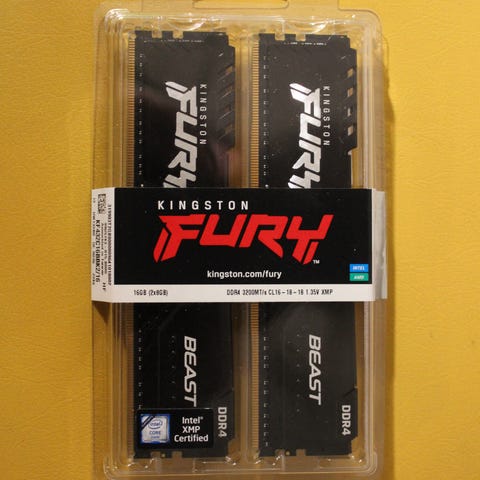 KINGSTON
FURY
KINGSTON
FURY
KINGSTON
FURY™
kingston.com/fury
INTEL
AMD
16GB (2x8GB)
DDR4 3200MT/s CL16-18-18 1.35V XMP
BEAST
DDR4
BEAST
DDR4
intel
CORE
Intel®
XMP
Certified